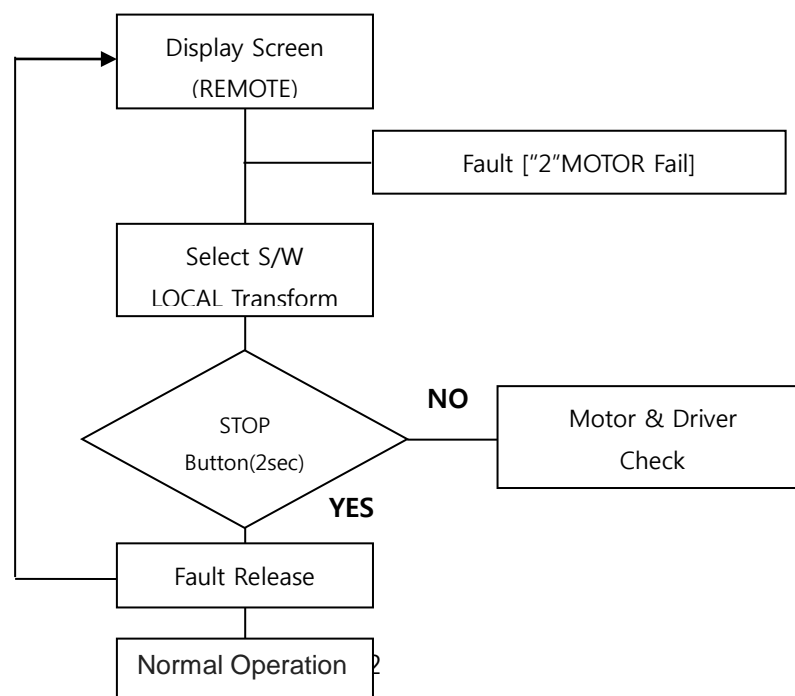 Display Screen
(REMOTE)
Fault ["2"MOTOR Fail]
Select S/W
LOCAL Transform
STOP
Button(2sec)
NO
Motor & Driver
Check
YES
Fault Release
Normal Operation 2